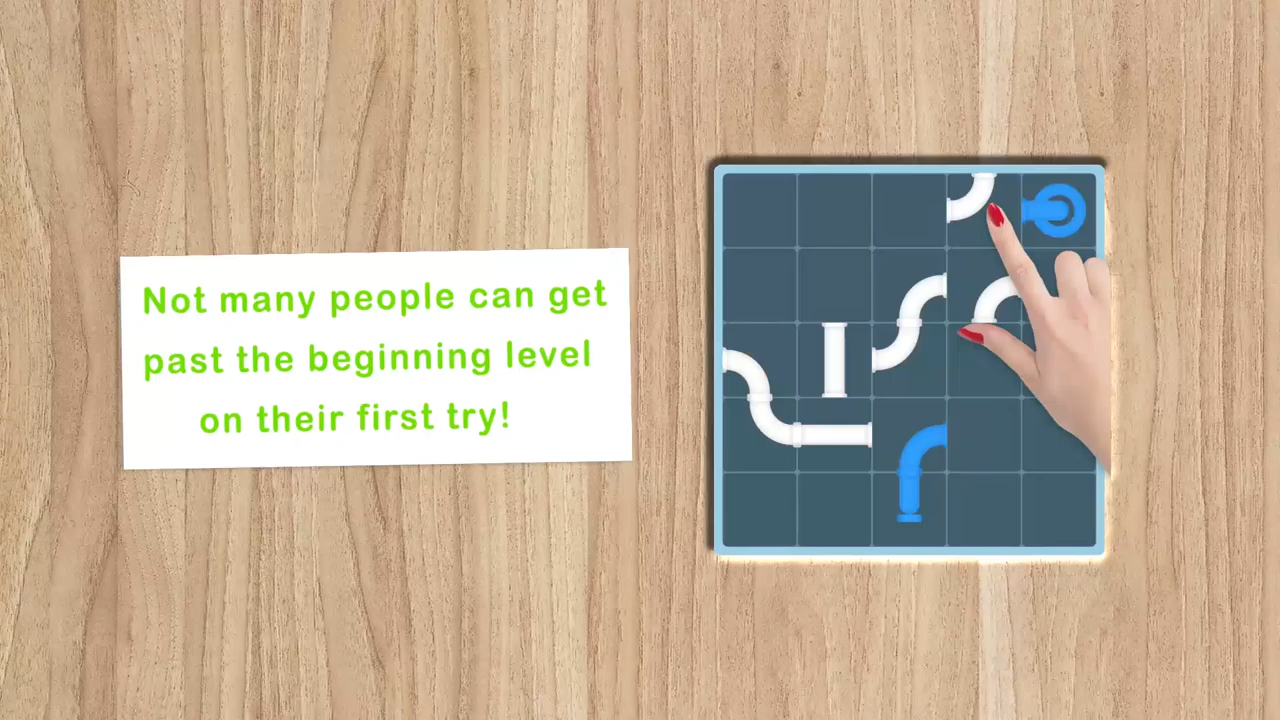 Not many people can get
past the beginning level
on their first try!